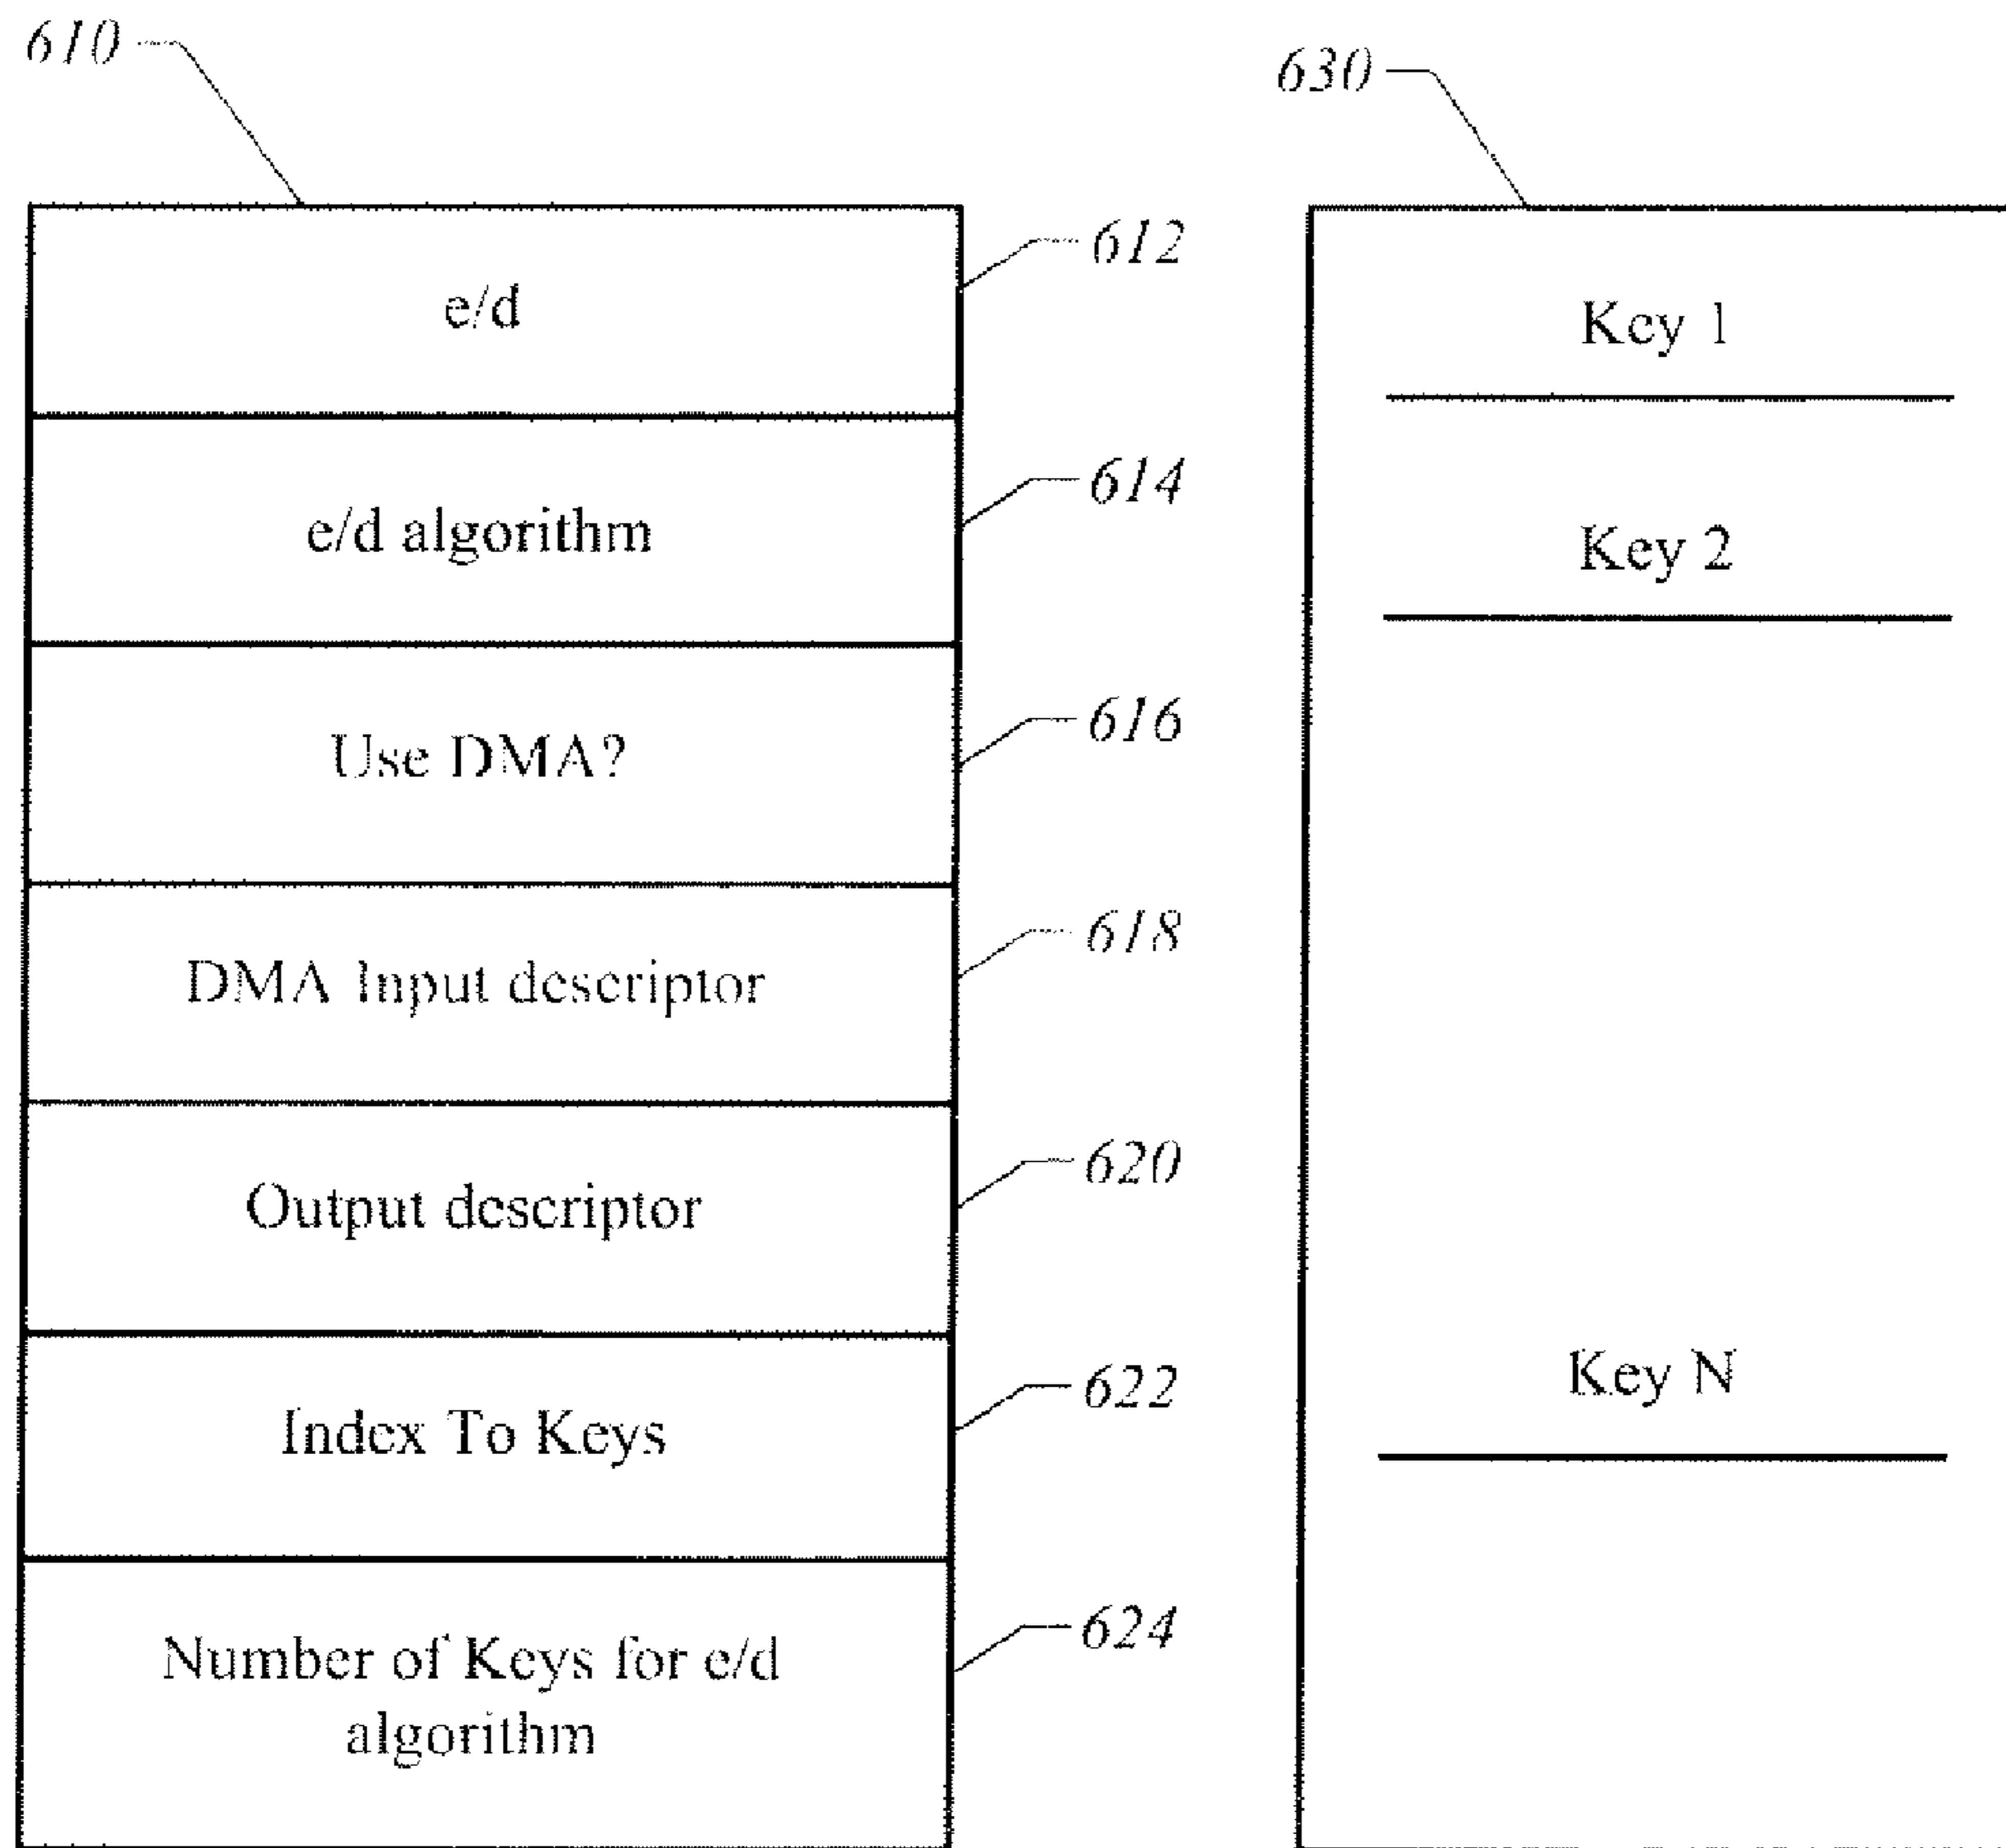 610
630
e/d
612
Key 1
e/d algorithm
614
Key 2
Use DMA?
616
DMA Input descriptor
618
Output descriptor
620
Index To Keys
622
Key N
Number of Keys for e/d
algorithm
624